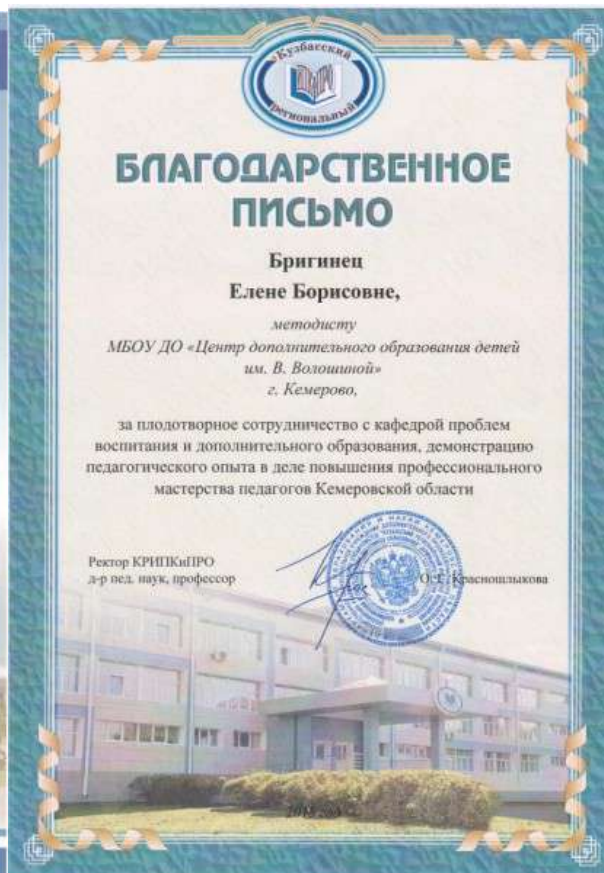 Кузбасский
региональный
БЛАГОДАРСТВЕННОЕ
ПИСЬМО
Бригинец
Елене Борисовне,
методисту
МБОУ ДО «Центр дополнительного образования детей
им. В. Волошиной»
г. Кемерово,
за плодотворное сотрудничество с кафедрой проблем
воспитания и дополнительного образования, демонстрацию
педагогического опыта в деле повышения профессионального
мастерства педагогов Кемеровской области
Ректор КРИПКиПРО
д-р пед. наук, профессор
Красношлыкова